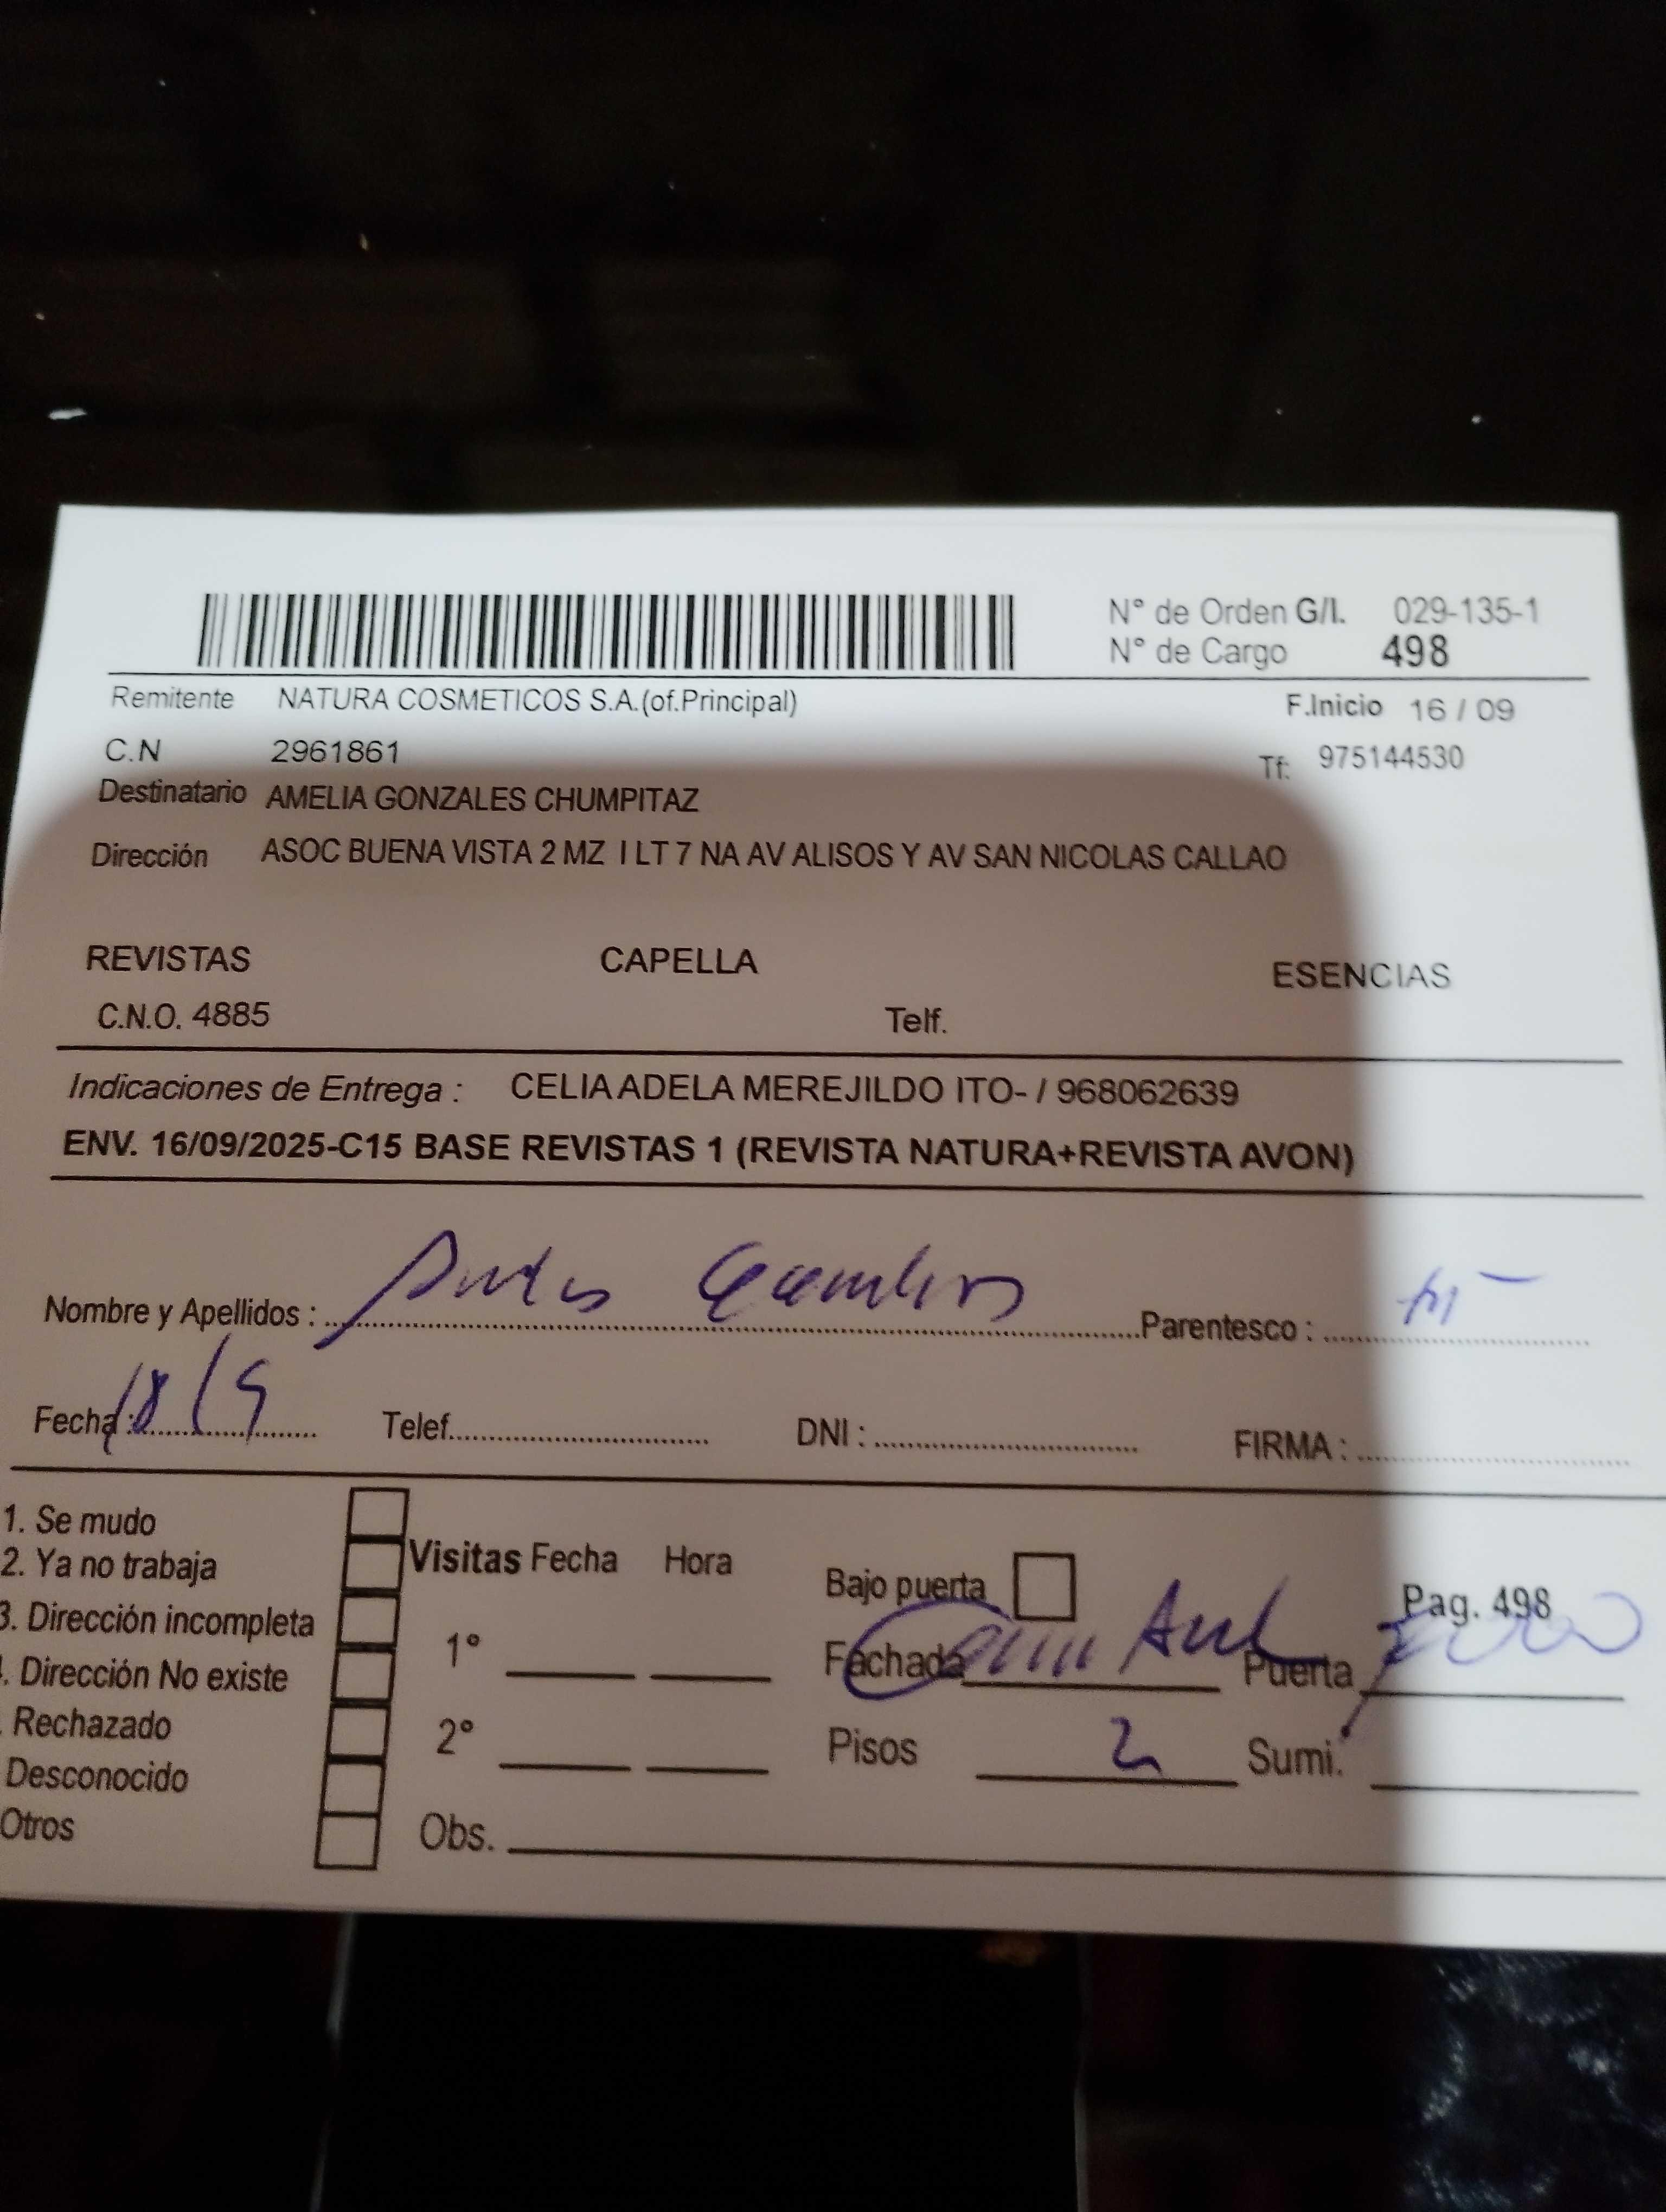 N° de Orden G/I. 029-135-1
N° de Cargo 498
Remitente NATURA COSMETICOS S.A.(of.Principal) F.Inicio 16 / 09
C.N 2961861 Tf: 975144530
Destinatario AMELIA GONZALES CHUMPITAZ
Dirección ASOC BUENA VISTA 2 MZ I LT 7 NA AV ALISOS Y AV SAN NICOLAS CALLAO
REVISTAS CAPELLA ESENCIAS
C.N.O. 4885 Telf.
Indicaciones de Entrega : CELIA ADELA MEREJILDO ITO- / 968062639
ENV. 16/09/2025-C15 BASE REVISTAS 1 (REVISTA NATURA+REVISTA AVON)
Nombre y Apellidos : Parentesco :
Fecha : 18/9 Telef. DNI : FIRMA :
1. Se mudo
2. Ya no trabaja Visitas Fecha Hora Bajo puerta Pag. 498
3. Dirección incompleta 1° Fachada Puerta
. Dirección No existe
. Rechazado 2° Pisos 2 Sumi.
Desconocido
Otros Obs.